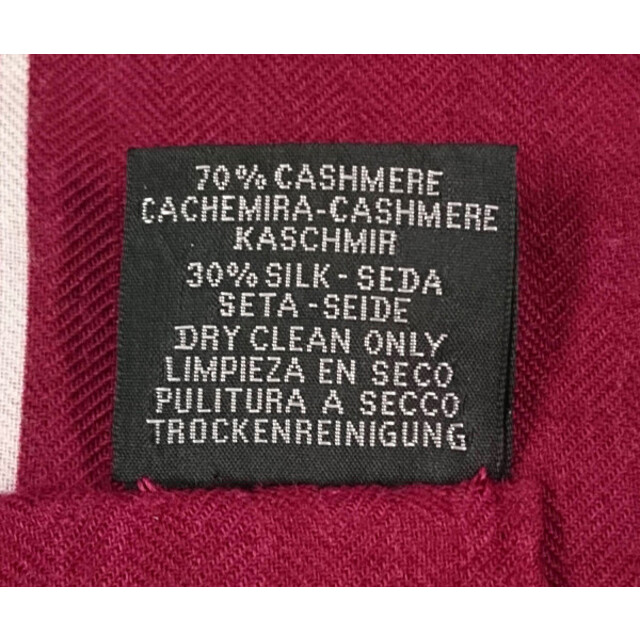 70% CASHMERE
CACHEMIRA-CASHMERE
KASCHMIR
30% SILK - SEDA
SETA - SEIDE
DRY CLEAN ONLY
LIMPIEZA EN SECO
PULITURA A SECCO
TROCKENREINIGUNG